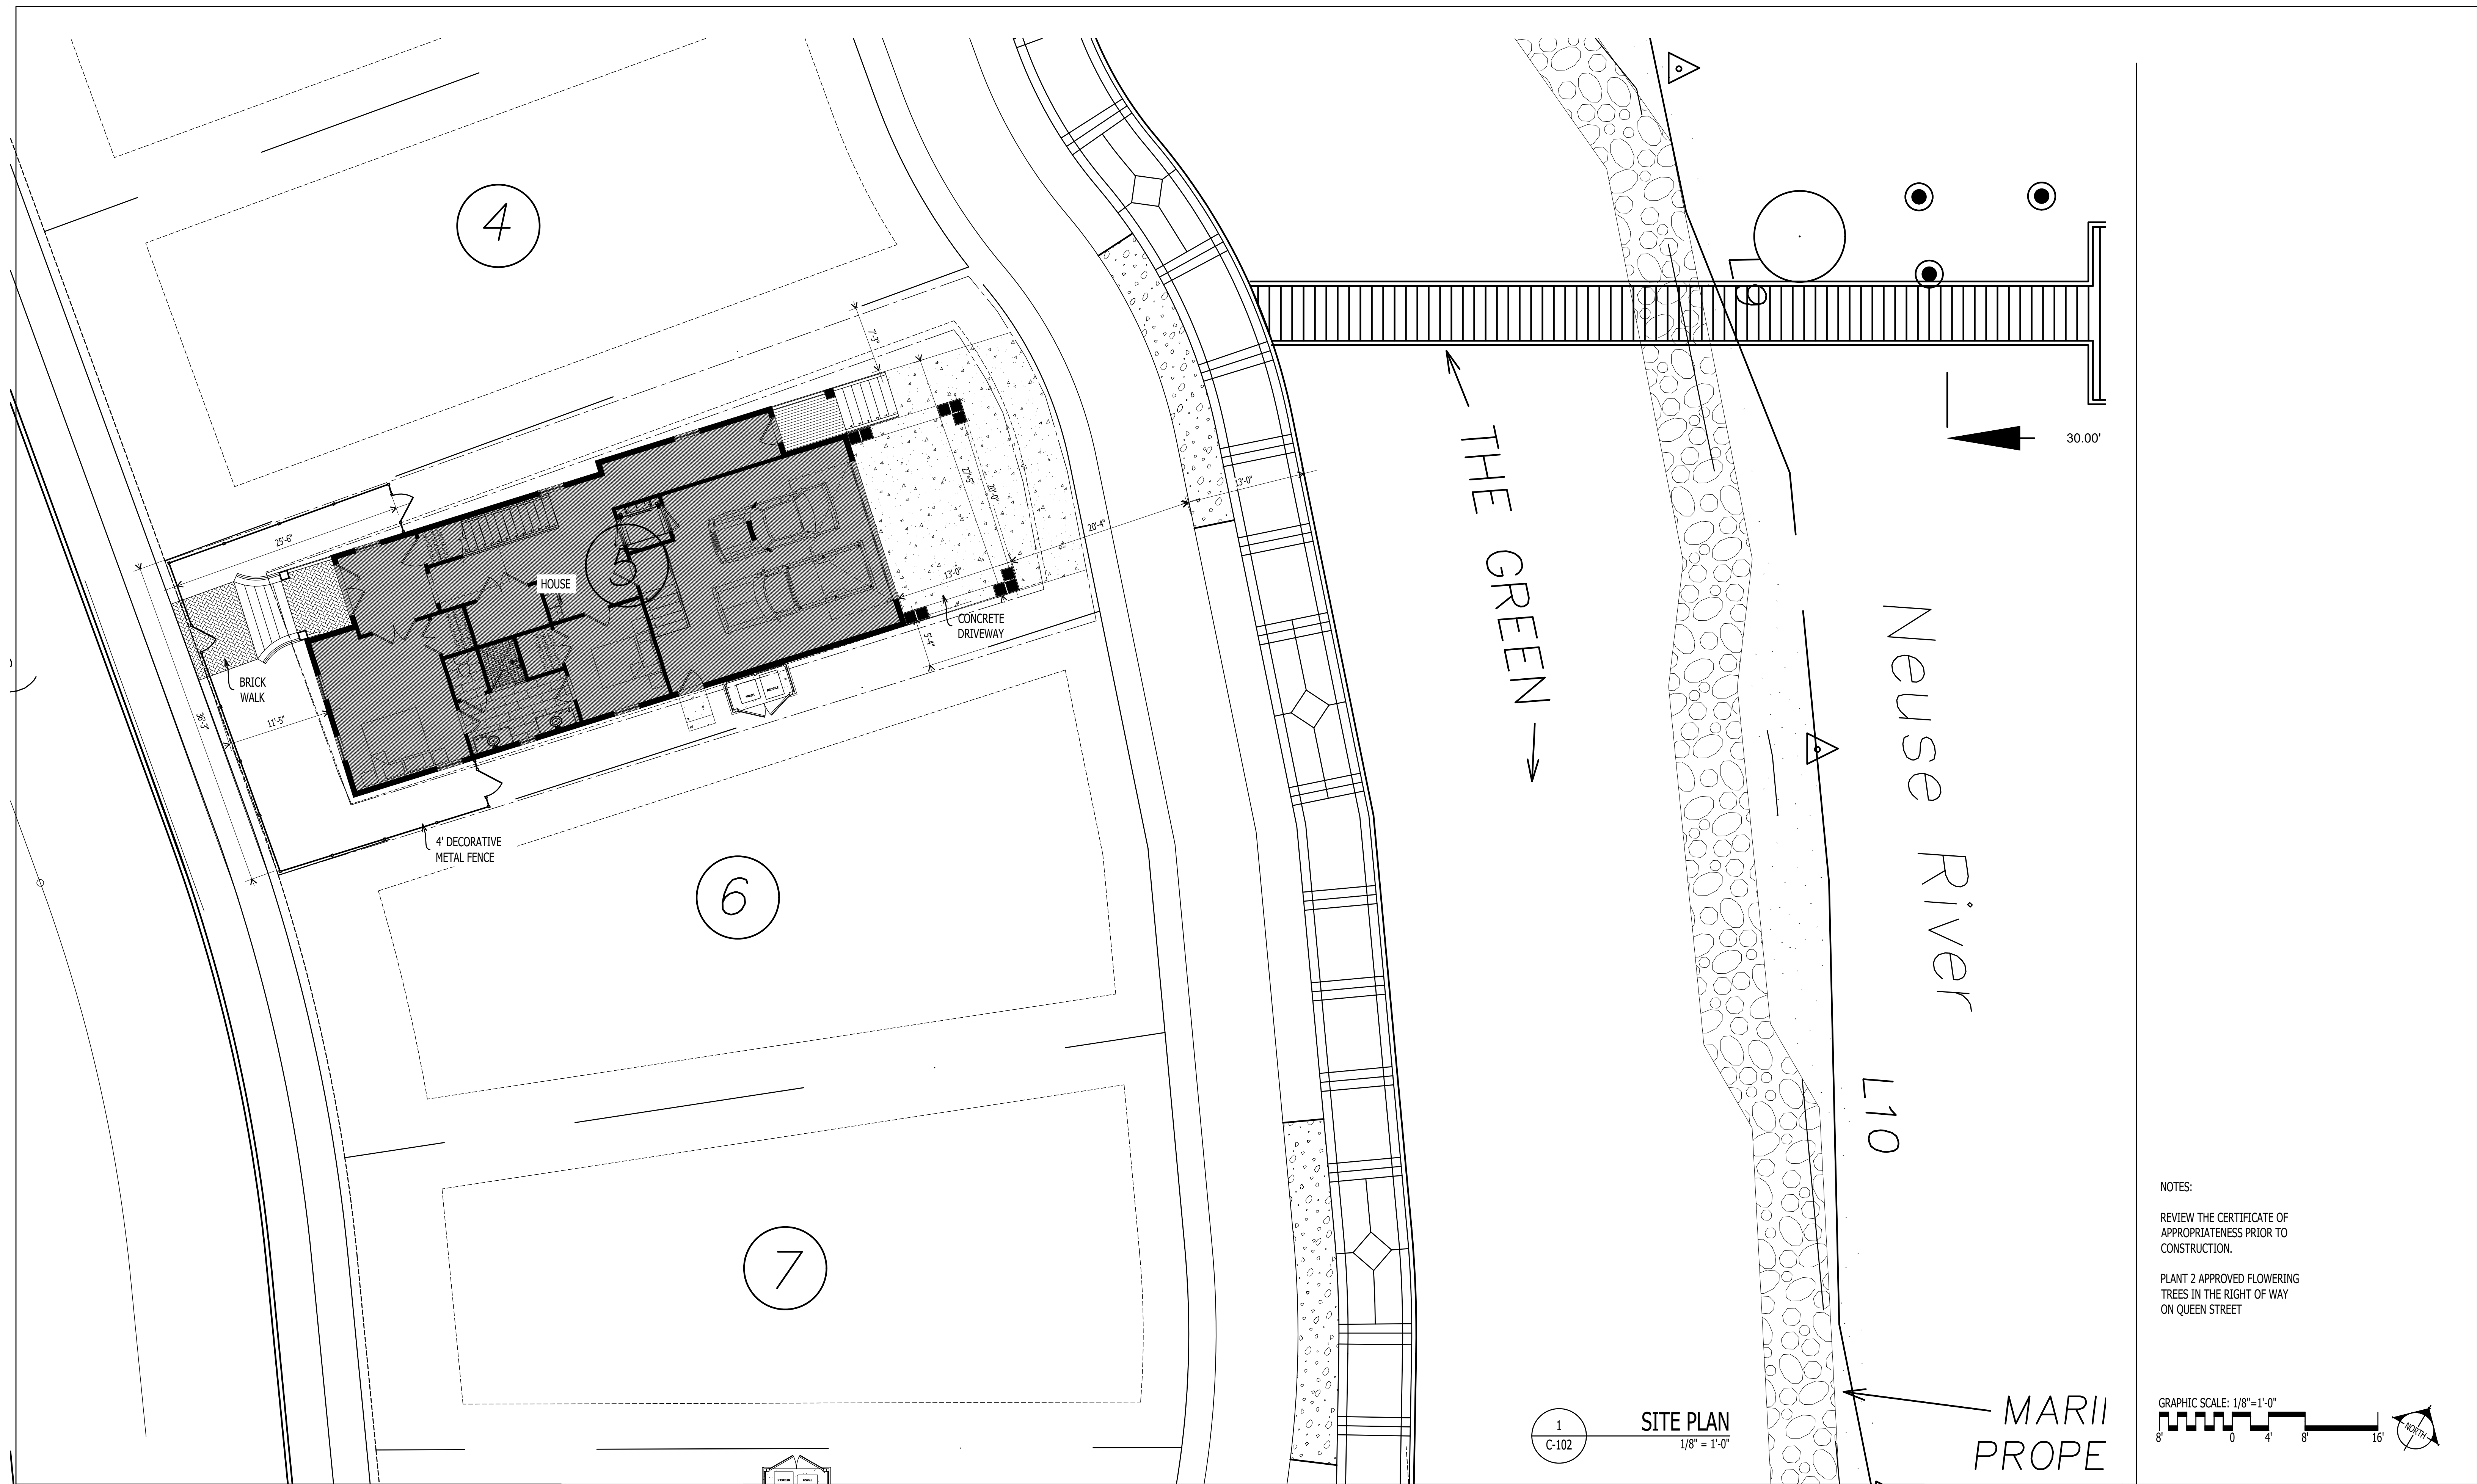 4
7'-3"
L9
30.00'
THE GREEN
13'-0"
27'-5"
20'-0"
20'-4"
25'-6"
5
HOUSE
13'-0"
CONCRETE
DRIVEWAY
5'-4"
BRICK
WALK
11'-5"
36'-3"
4' DECORATIVE
METAL FENCE
6
Neuse River
L10
7
NOTES:
REVIEW THE CERTIFICATE OF
APPROPRIATENESS PRIOR TO
CONSTRUCTION.
PLANT 2 APPROVED FLOWERING
TREES IN THE RIGHT OF WAY
ON QUEEN STREET
1
C-102
SITE PLAN
1/8" = 1'-0"
PROPE
GRAPHIC SCALE: 1/8"=1'-0"
8' 0 4' 8' 16'
NORTH